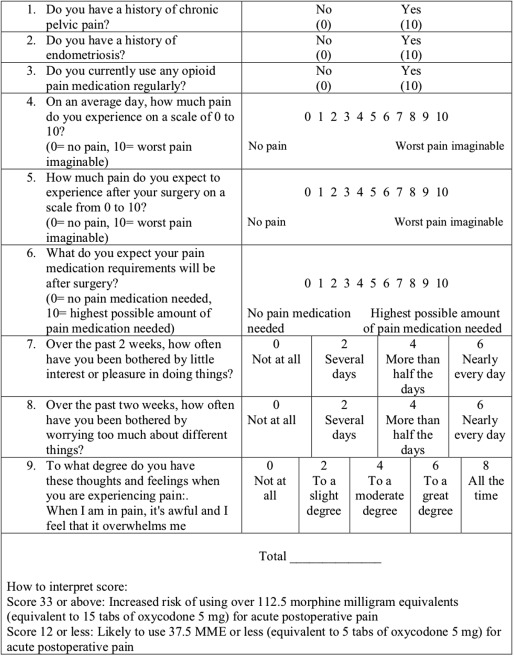 1. Do you have a history of chronic pelvic pain?
No (0)
Yes (10)
2. Do you have a history of endometriosis?
No (0)
Yes (10)
3. Do you currently use any opioid pain medication regularly?
No (0)
Yes (10)
4. On an average day, how much pain
do you experience on a scale of 0 to
10?
(0= no pain, 10= worst pain
imaginable)
0 1 2 3 4 5 6 7 8 9 10
No pain Worst pain imaginable
5. How much pain do you expect to
experience after your surgery on a
scale from 0 to 10?
(0= no pain, 10= worst pain
imaginable)
0 1 2 3 4 5 6 7 8 9 10
No pain Worst pain imaginable
6. What do you expect your pain
medication requirements will be
after surgery?
(0= no pain medication needed,
10= highest possible amount of
pain medication needed)
0 1 2 3 4 5 6 7 8 9 10
No pain medication needed
Highest possible amount of pain medication needed
7. Over the past 2 weeks, how often
have you been bothered by little
interest or pleasure in doing things?
0 Not at all
2 Several days
4 More than half the days
6 Nearly every day
8. Over the past two weeks, how often
have you been bothered by
worrying too much about different
things?
0 Not at all
2 Several days
4 More than half the days
6 Nearly every day
9. To what degree do you have
these thoughts and feelings when
you are experiencing pain:.
When I am in pain, it's awful and I
feel that it overwhelms me
0 Not at all
2 To a slight degree
4 To a moderate degree
6 To a great degree
8 All the time
Total ______________
How to interpret score:
Score 33 or above: Increased risk of using over 112.5 morphine milligram equivalents
(equivalent to 15 tabs of oxycodone 5 mg) for acute postoperative pain
Score 12 or less: Likely to use 37.5 MME or less (equivalent to 5 tabs of oxycodone 5 mg) for
acute postoperative pain